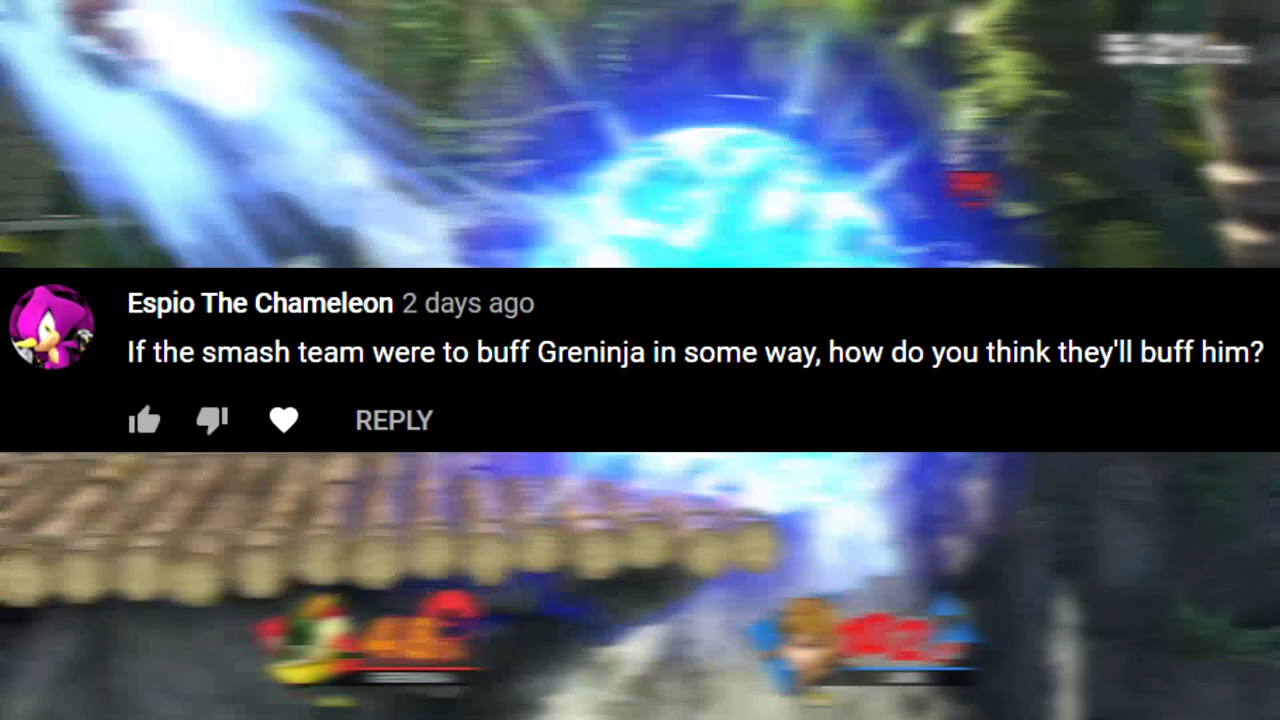 Espio The Chameleon 2 days ago
If the smash team were to buff Greninja in some way, how do you think they'll buff him?
REPLY